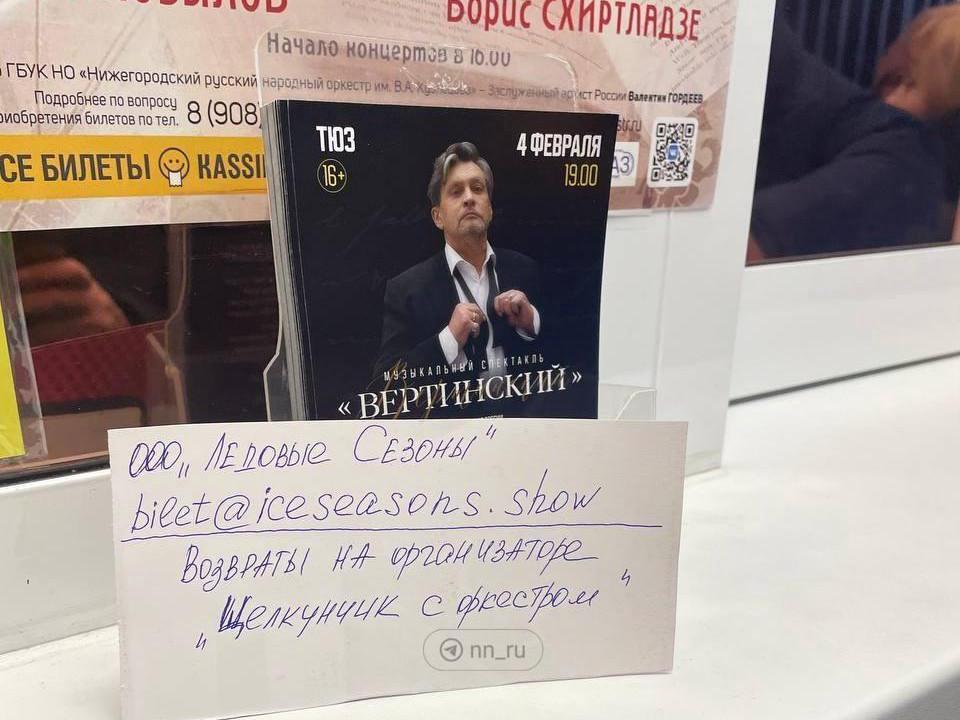 Борис СХИРТЛАДЗЕ
Начало концертов в 16.00
ГБУК НО «Нижегородский русский народный оркестр им. В.А. Кузнецова» – Заслуженный артист России Валентин ГОРДЕЕВ
Подробнее по вопросу
приобретения билетов по тел. 8 (908)
СЕ БИЛЕТЫ KASSI
ТЮЗ
16+
4 ФЕВРАЛЯ
19.00
МУЗЫКАЛЬНЫЙ СПЕКТАКЛЬ
« ВЕРТИНСКИЙ »
ООО „Ледовые Сезоны"
bilet@iceseasons.show
Возвраты на организаторе
„Щелкунчик с оркестром"
nn_ru